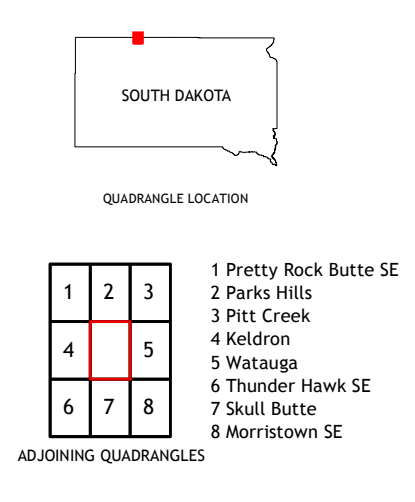 SOUTH DAKOTA
QUADRANGLE LOCATION
1 2 3
4 5
6 7 8
ADJOINING QUADRANGLES
1 Pretty Rock Butte SE
2 Parks Hills
3 Pitt Creek
4 Keldron
5 Watauga
6 Thunder Hawk SE
7 Skull Butte
8 Morristown SE